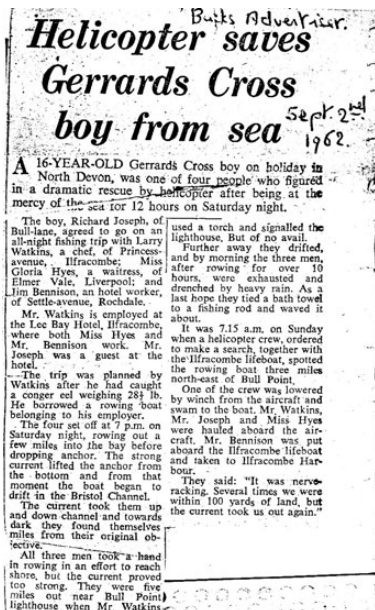 Bucks Advertiser.
Helicopter saves
Gerrards Cross
boy from sea
Sept. 2nd
1962.
A 16-YEAR-OLD Gerrards Cross boy on holiday in
North Devon, was one of four people who figured
in a dramatic rescue by helicopter after being at the
mercy of the sea for 12 hours on Saturday night.
The boy, Richard Joseph, of
Bull-lane, agreed to go on an
all-night fishing trip with Larry
Watkins, a chef, of Princess-
avenue, Ilfracombe; Miss
Gloria Hyes, a waitress, of
Elmer Vale, Liverpool; and
Jim Bennison, an hotel worker,
of Settle-avenue, Rochdale.
Mr. Watkins is employed at
the Lee Bay Hotel, Ilfracombe,
where both Miss Hyes and
Mr. Bennison work. Mr.
Joseph was a guest at the
hotel.
The trip was planned by
Watkins after he had caught
a conger eel weighing 28½ lb.
He borrowed a rowing boat
belonging to his employer.
The four set off at 7 p.m. on
Saturday night, rowing out a
few miles into the bay before
dropping anchor. The strong
current lifted the anchor from
the bottom and from that
moment the boat began to
drift in the Bristol Channel.
The current took them up
and down channel and towards
dark they found themselves
miles from their original ob-
jective.
All three men took a hand
in rowing in an effort to reach
shore, but the current proved
too strong. They were five
miles out near Bull Point
lighthouse when Mr. Watkins
used a torch and signalled the
lighthouse. But of no avail.
Further away they drifted,
and by morning the three men,
after rowing for over 10
hours, were exhausted and
drenched by heavy rain. As a
last hope they tied a bath towel
to a fishing rod and waved it
about.
It was 7.15 a.m. on Sunday
when a helicopter crew, ordered
to make a search, together with
the Ilfracombe lifeboat, spotted
the rowing boat three miles
north-east of Bull Point.
One of the crew was lowered
by winch from the aircraft and
swam to the boat. Mr. Watkins,
Mr. Joseph and Miss Hyes
were hauled aboard the air-
craft. Mr. Bennison was put
aboard the Ilfracombe lifeboat
and taken to Ilfracombe Har-
bour.
They said: "It was nerve-
racking. Several times we were
within 100 yards of land, but
the current took us out again."